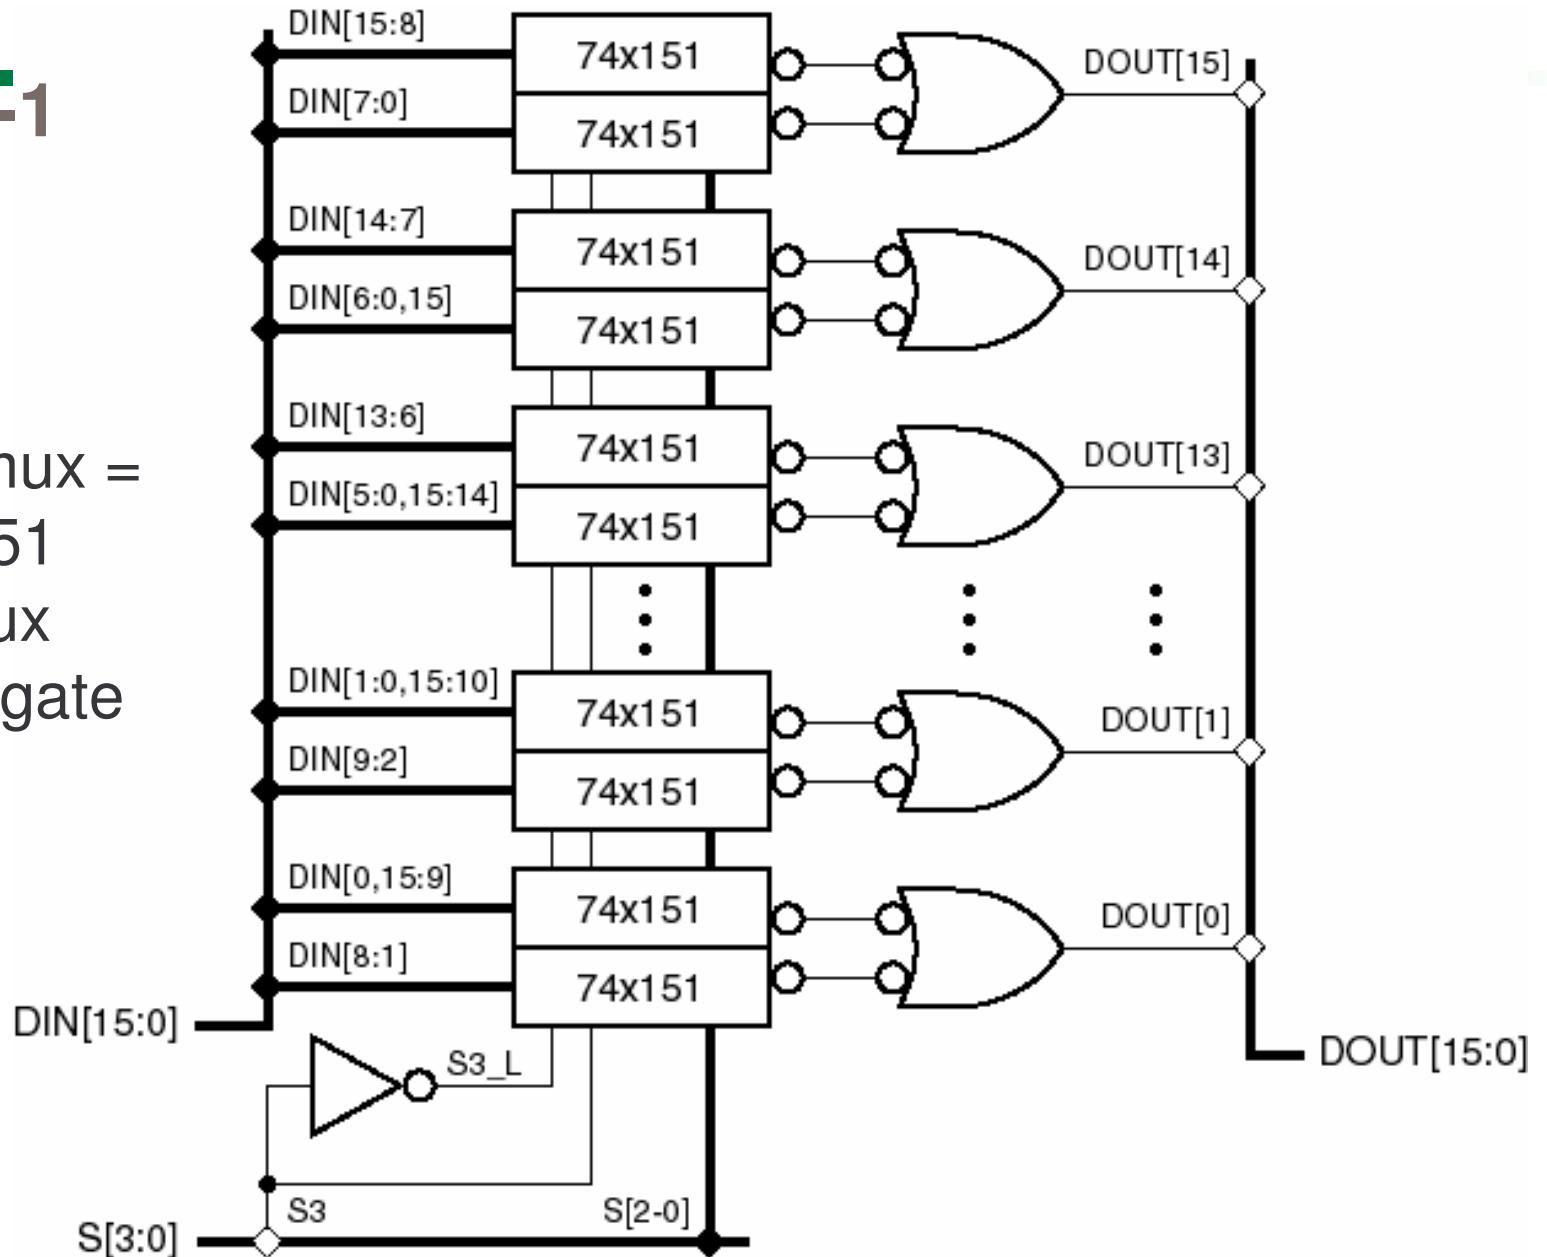 -1
mux =
51
ux
gate
DIN[15:8]
74x151
DOUT[15]
DIN[7:0]
74x151
DIN[14:7]
74x151
DOUT[14]
DIN[6:0,15]
74x151
DIN[13:6]
74x151
DOUT[13]
DIN[5:0,15:14]
74x151
DIN[1:0,15:10]
74x151
DOUT[1]
DIN[9:2]
74x151
DIN[0,15:9]
74x151
DOUT[0]
DIN[8:1]
74x151
DIN[15:0]
DOUT[15:0]
S3_L
S3
S[2-0]
S[3:0]